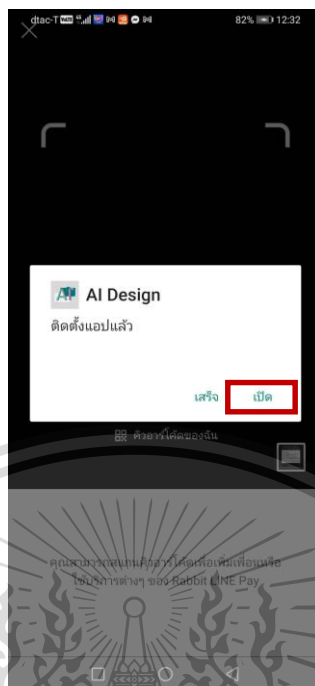 dtac-T 82% 12:32
AI Design
ติดตั้งแอปแล้ว
เสร็จ เปิด
คิวอาร์โค้ดของฉัน
คุณสามารถสแกนคิวอาร์โค้ดเพื่อเพิ่มเพื่อนหรือ
ใช้บริการต่างๆ ของ Rabbit LINE Pay